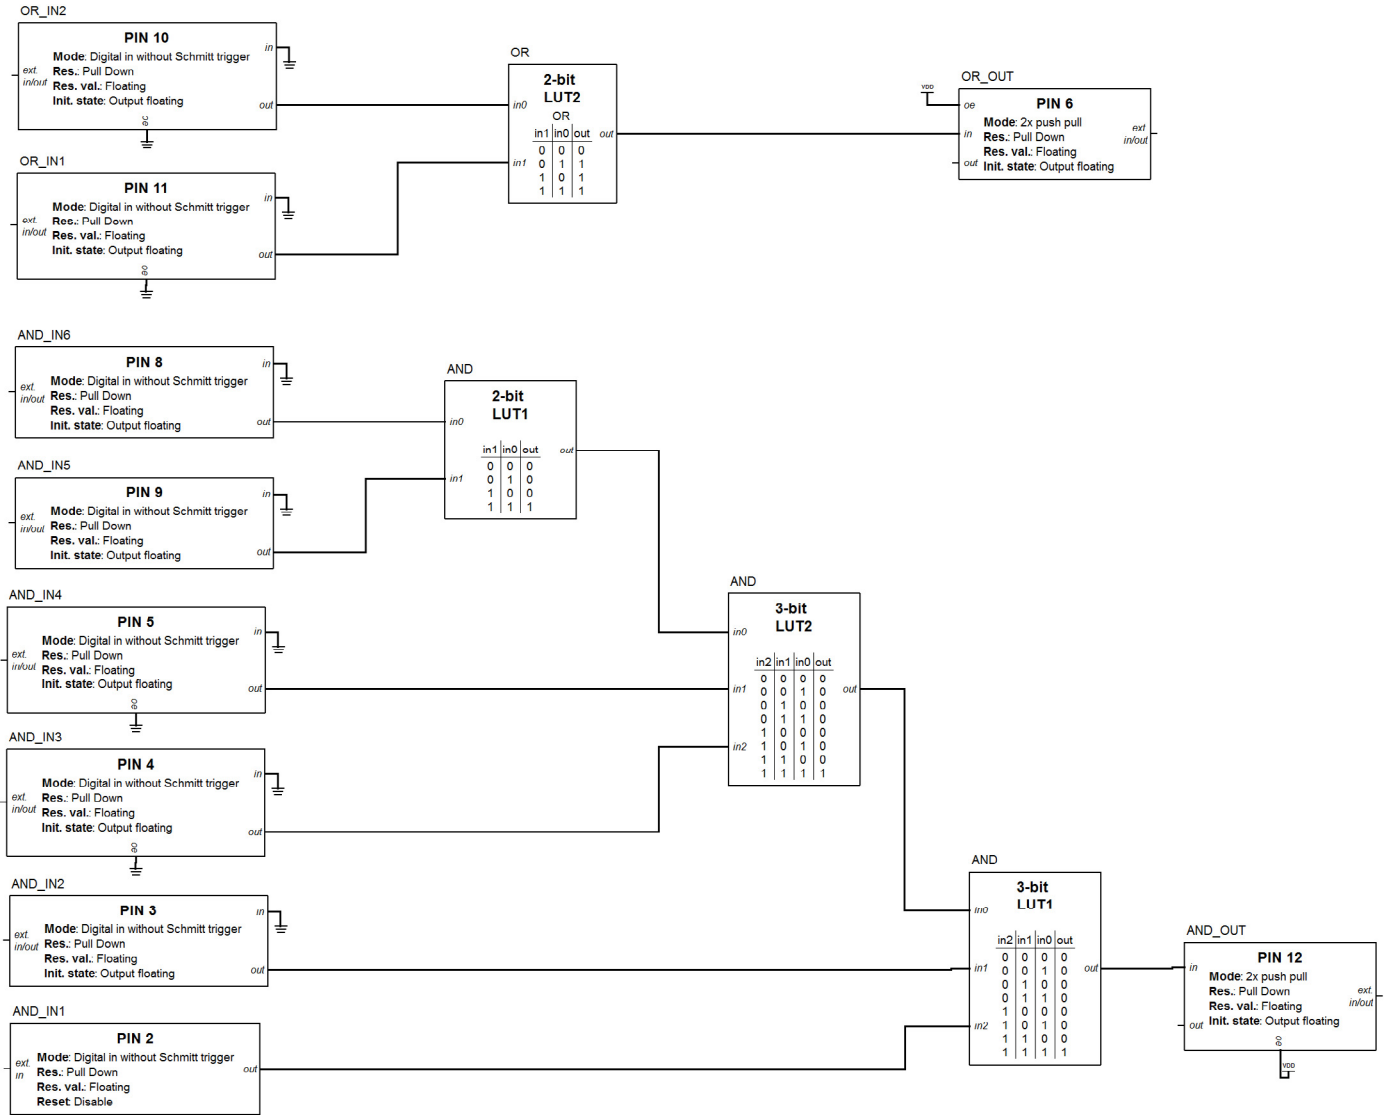 OR_IN2
PIN 10
Mode: Digital in without Schmitt trigger
Res.: Pull Down
Res. val.: Floating
Init. state: Output floating
ext.
in/out
in
out
oe
OR_IN1
PIN 11
Mode: Digital in without Schmitt trigger
Res.: Pull Down
Res. val.: Floating
Init. state: Output floating
ext.
in/out
in
out
oe
OR
2-bit
LUT2
OR
in1 in0 out
0 0 0
0 1 1
1 0 1
1 1 1
in0
in1
out
OR_OUT
VDD
PIN 6
Mode: 2x push pull
Res.: Pull Down
Res. val.: Floating
Init. state: Output floating
oe
in
out
ext
in/out
AND_IN6
PIN 8
Mode: Digital in without Schmitt trigger
Res.: Pull Down
Res. val.: Floating
Init. state: Output floating
ext.
in/out
in
out
AND_IN5
PIN 9
Mode: Digital in without Schmitt trigger
Res.: Pull Down
Res. val.: Floating
Init. state: Output floating
ext.
in/out
in
out
AND
2-bit
LUT1
in1 in0 out
0 0 0
0 1 0
1 0 0
1 1 1
in0
in1
out
AND_IN4
PIN 5
Mode: Digital in without Schmitt trigger
Res.: Pull Down
Res. val.: Floating
Init. state: Output floating
ext.
in/out
in
out
oe
AND_IN3
PIN 4
Mode: Digital in without Schmitt trigger
Res.: Pull Down
Res. val.: Floating
Init. state: Output floating
ext.
in/out
in
out
oe
AND
3-bit
LUT2
in2 in1 in0 out
0 0 0 0
0 0 1 0
0 1 0 0
0 1 1 0
1 0 0 0
1 0 1 0
1 1 0 0
1 1 1 1
in0
in1
in2
out
AND_IN2
PIN 3
Mode: Digital in without Schmitt trigger
Res.: Pull Down
Res. val.: Floating
Init. state: Output floating
ext.
in/out
in
out
AND_IN1
PIN 2
Mode: Digital in without Schmitt trigger
Res.: Pull Down
Res. val.: Floating
Reset: Disable
ext.
in
out
AND
3-bit
LUT1
in2 in1 in0 out
0 0 0 0
0 0 1 0
0 1 0 0
0 1 1 0
1 0 0 0
1 0 1 0
1 1 0 0
1 1 1 1
in0
in1
in2
out
AND_OUT
PIN 12
Mode: 2x push pull
Res.: Pull Down
Res. val.: Floating
Init. state: Output floating
in
out
ext.
in/out
oe
VDD